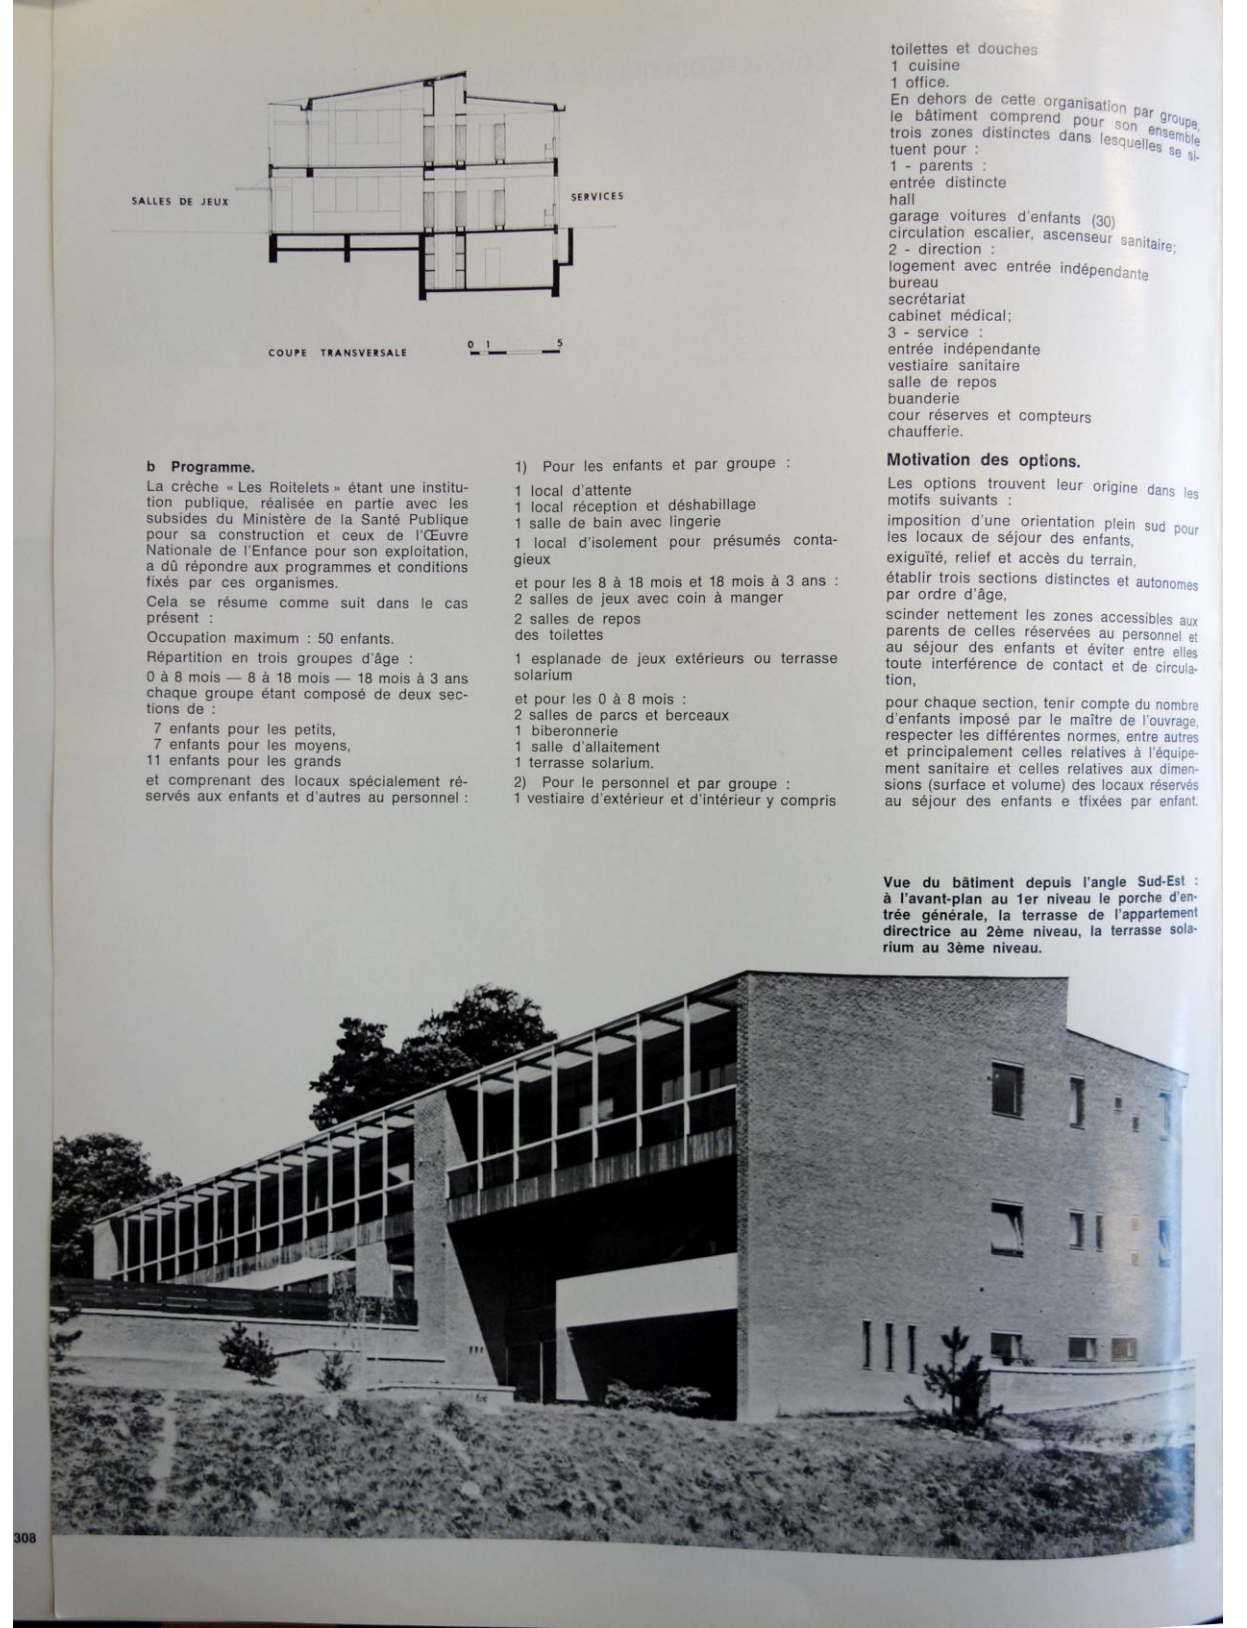 SALLES DE JEUX
SERVICES
COUPE TRANSVERSALE
0 1 5
b Programme.
La crèche « Les Roitelets » étant une institu-
tion publique, réalisée en partie avec les
subsides du Ministère de la Santé Publique
pour sa construction et ceux de l'Œuvre
Nationale de l'Enfance pour son exploitation,
a dû répondre aux programmes et conditions
fixés par ces organismes.
Cela se résume comme suit dans le cas
présent :
Occupation maximum : 50 enfants.
Répartition en trois groupes d'âge :
0 à 8 mois — 8 à 18 mois — 18 mois à 3 ans
chaque groupe étant composé de deux sec-
tions de :
7 enfants pour les petits,
7 enfants pour les moyens,
11 enfants pour les grands
et comprenant des locaux spécialement ré-
servés aux enfants et d'autres au personnel :
1) Pour les enfants et par groupe :
1 local d'attente
1 local réception et déshabillage
1 salle de bain avec lingerie
1 local d'isolement pour présumés conta-
gieux
et pour les 8 à 18 mois et 18 mois à 3 ans :
2 salles de jeux avec coin à manger
2 salles de repos
des toilettes
1 esplanade de jeux extérieurs ou terrasse
solarium
et pour les 0 à 8 mois :
2 salles de parcs et berceaux
1 biberonnerie
1 salle d'allaitement
1 terrasse solarium.
2) Pour le personnel et par groupe :
1 vestiaire d'extérieur et d'intérieur y compris
toilettes et douches
1 cuisine
1 office.
En dehors de cette organisation par groupe,
le bâtiment comprend pour son ensemble
trois zones distinctes dans lesquelles se si-
tuent pour :
1 - parents :
entrée distincte
hall
garage voitures d'enfants (30)
circulation escalier, ascenseur sanitaire;
2 - direction :
logement avec entrée indépendante
bureau
secrétariat
cabinet médical;
3 - service :
entrée indépendante
vestiaire sanitaire
salle de repos
buanderie
cour réserves et compteurs
chaufferie.
Motivation des options.
Les options trouvent leur origine dans les
motifs suivants :
imposition d'une orientation plein sud pour
les locaux de séjour des enfants,
exiguïté, relief et accès du terrain,
établir trois sections distinctes et autonomes
par ordre d'âge,
scinder nettement les zones accessibles aux
parents de celles réservées au personnel et
au séjour des enfants et éviter entre elles
toute interférence de contact et de circula-
tion,
pour chaque section, tenir compte du nombre
d'enfants imposé par le maître de l'ouvrage,
respecter les différentes normes, entre autres
et principalement celles relatives à l'équipe-
ment sanitaire et celles relatives aux dimen-
sions (surface et volume) des locaux réservés
au séjour des enfants e tfixées par enfant.
Vue du bâtiment depuis l'angle Sud-Est :
à l'avant-plan au 1er niveau le porche d'en-
trée générale, la terrasse de l'appartement
directrice au 2ème niveau, la terrasse sola-
rium au 3ème niveau.
308